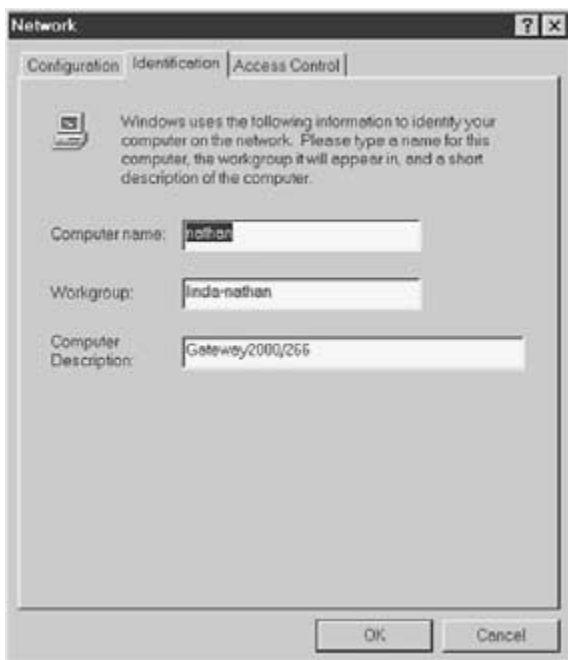 Network
Configuration Identification Access Control
Windows uses the following information to identify your
computer on the network. Please type a name for this
computer, the workgroup it will appear in, and a short
description of the computer.
Computer name: nathan
Workgroup: linda-nathan
Computer
Description: Gateway2000/266
OK Cancel